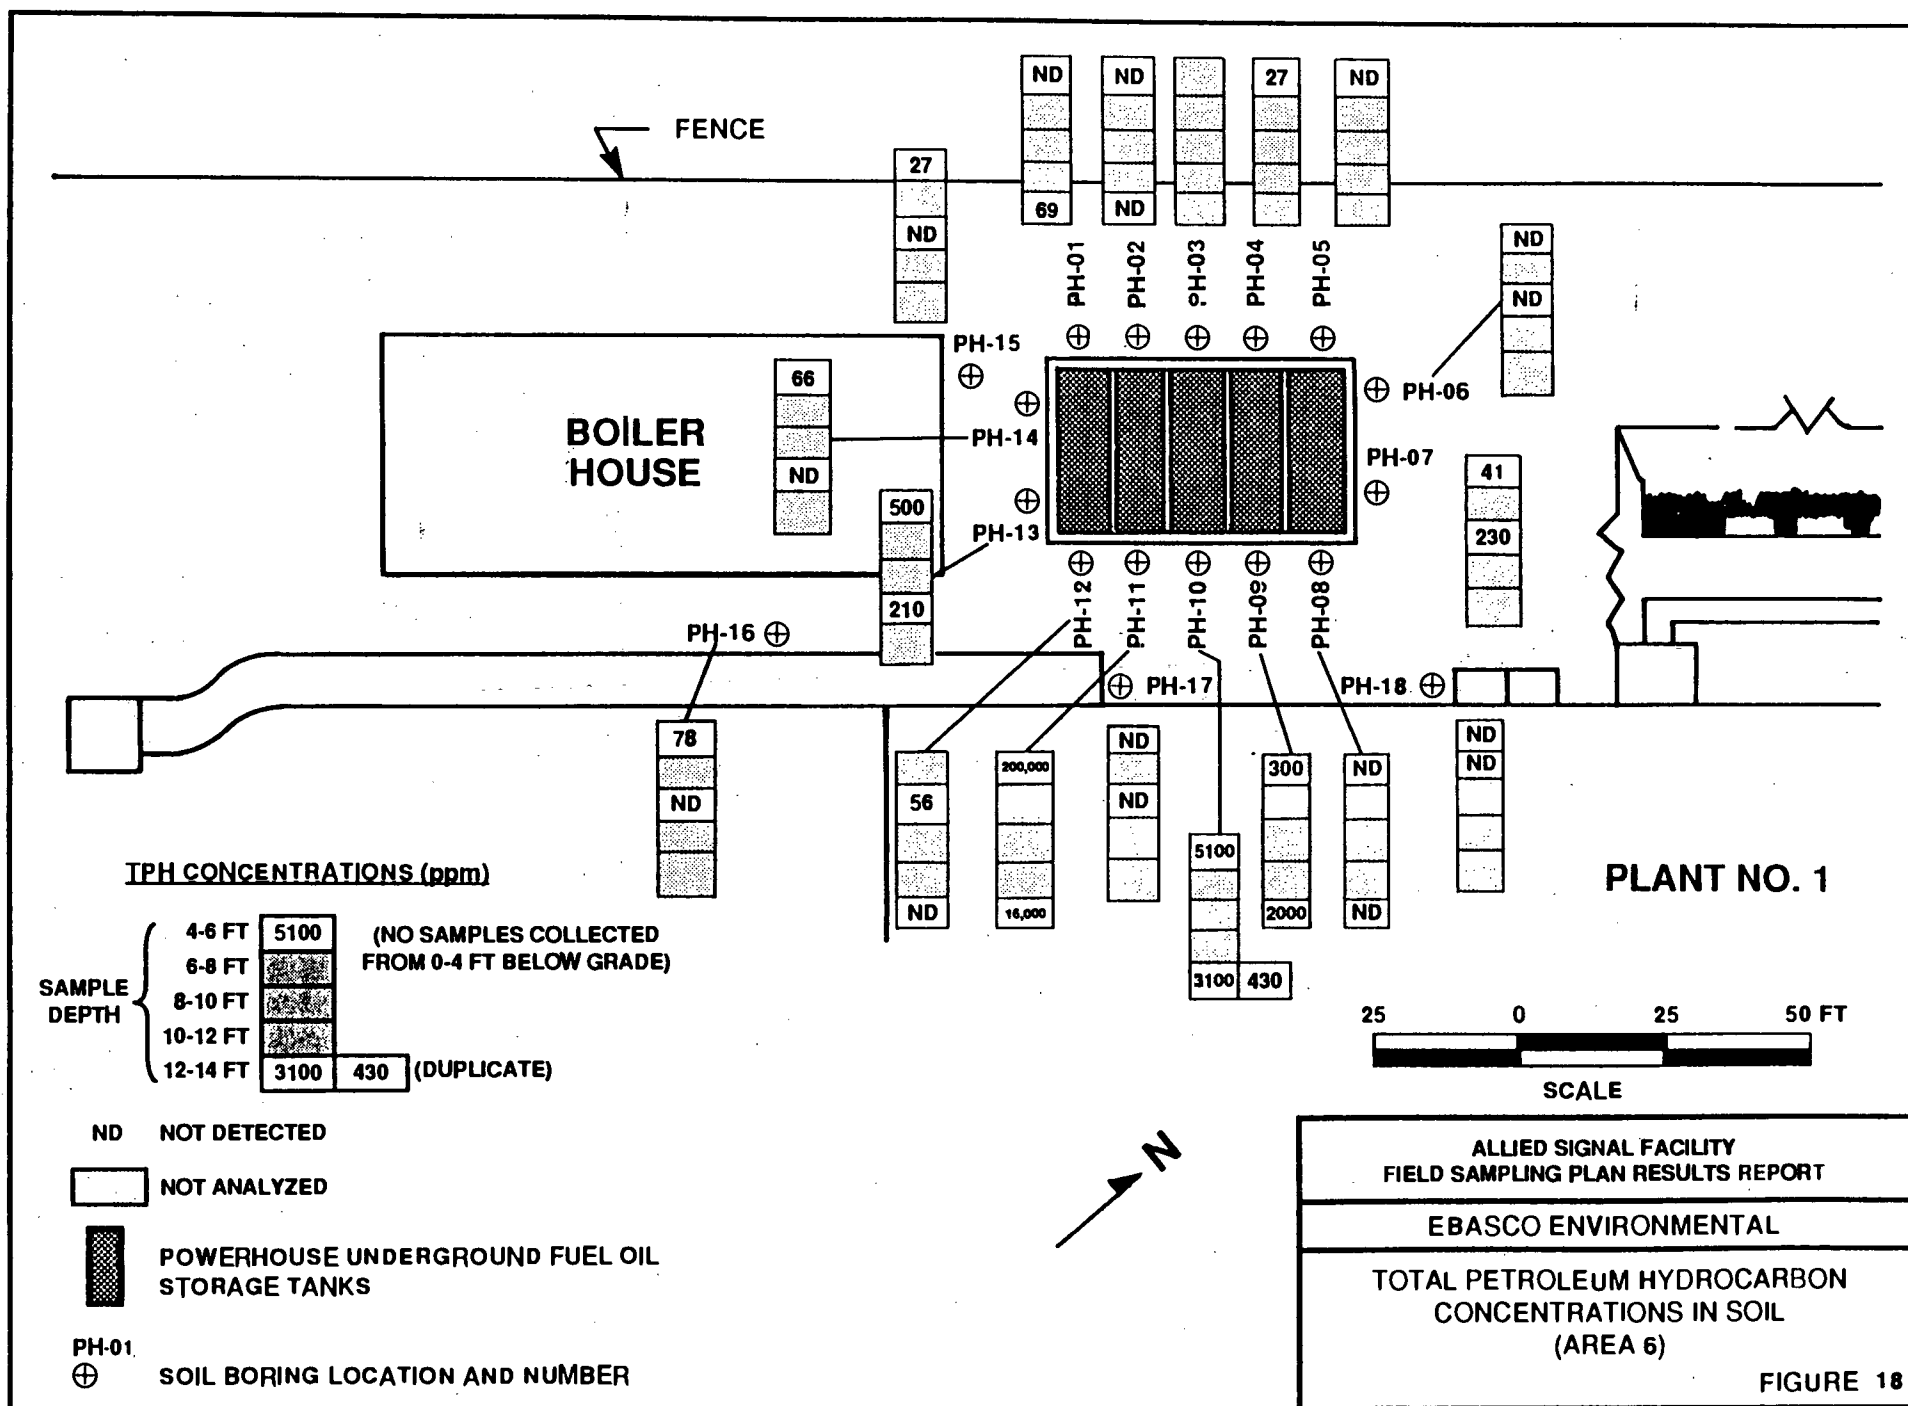 ND
ND
27
ND
FENCE
27
69
ND
ND
ND
ND
PH-01
PH-02
PH-03
PH-04
PH-05
PH-15
PH-06
66
BOILER
HOUSE
PH-14
PH-07
ND
41
500
PH-13
230
210
PH-12
PH-11
PH-10
PH-09
PH-08
PH-16
PH-17
PH-18
78
ND
ND
ND
200,000
300
ND
ND
56
ND
5100
ND
16,000
2000
ND
3100 430
PLANT NO. 1
TPH CONCENTRATIONS (ppm)
SAMPLE
DEPTH
4-6 FT 5100
6-8 FT
8-10 FT
10-12 FT
12-14 FT 3100 430 (DUPLICATE)
(NO SAMPLES COLLECTED
FROM 0-4 FT BELOW GRADE)
25 0 25 50 FT
SCALE
ND NOT DETECTED
NOT ANALYZED
POWERHOUSE UNDERGROUND FUEL OIL
STORAGE TANKS
PH-01
SOIL BORING LOCATION AND NUMBER
N
ALLIED SIGNAL FACILITY
FIELD SAMPLING PLAN RESULTS REPORT
EBASCO ENVIRONMENTAL
TOTAL PETROLEUM HYDROCARBON
CONCENTRATIONS IN SOIL
(AREA 6)
FIGURE 18